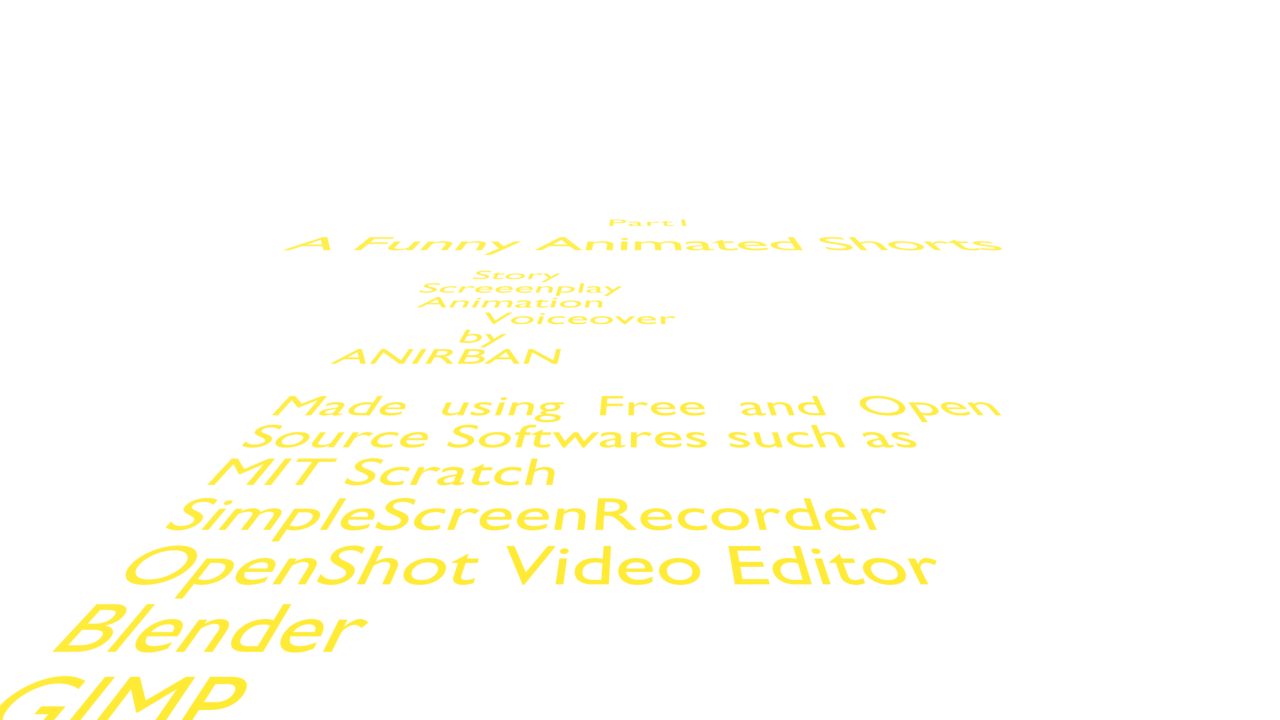 Part I
A Funny Animated Shorts
Story
Screeenplay
Animation
Voiceover
by
ANIRBAN
Made using Free and Open
Source Softwares such as
MIT Scratch
SimpleScreenRecorder
OpenShot Video Editor
Blender
GIMP